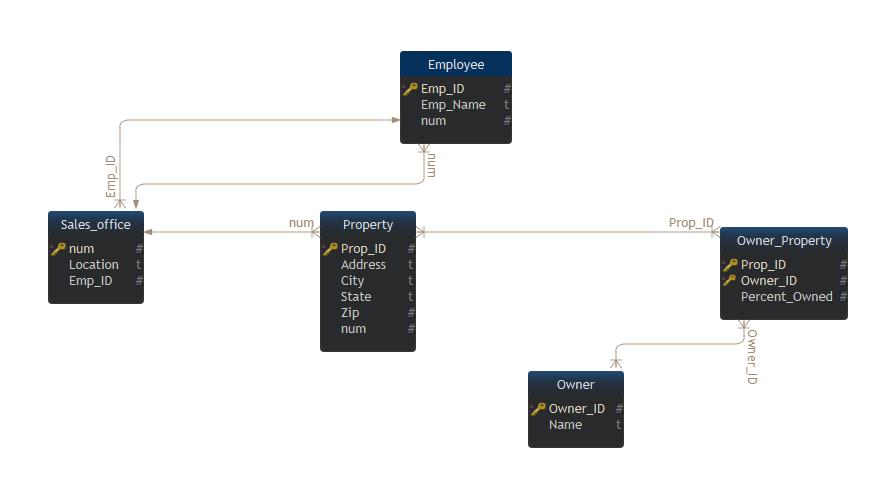 Employee
Emp_ID #
Emp_Name t
num #
Emp_ID
num
Sales_office
num #
Location t
Emp_ID #
num
Property
Prop_ID #
Address t
City t
State t
Zip #
num #
Prop_ID
Owner_Property
Prop_ID #
Owner_ID #
Percent_Owned #
Owner_ID
Owner
Owner_ID #
Name t